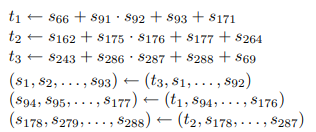 t₁ ← s₆₆ + s₉₁ · s₉₂ + s₉₃ + s₁₇₁
t₂ ← s₁₆₂ + s₁₇₅ · s₁₇₆ + s₁₇₇ + s₂₆₄
t₃ ← s₂₄₃ + s₂₈₆ · s₂₈₇ + s₂₈₈ + s₆₉
(s₁, s₂, . . . , s₉₃) ← (t₃, s₁, . . . , s₉₂)
(s₉₄, s₉₅, . . . , s₁₇₇) ← (t₁, s₉₄, . . . , s₁₇₆)
(s₁₇₈, s₂₇₉, . . . , s₂₈₈) ← (t₂, s₁₇₈, . . . , s₂₈₇)